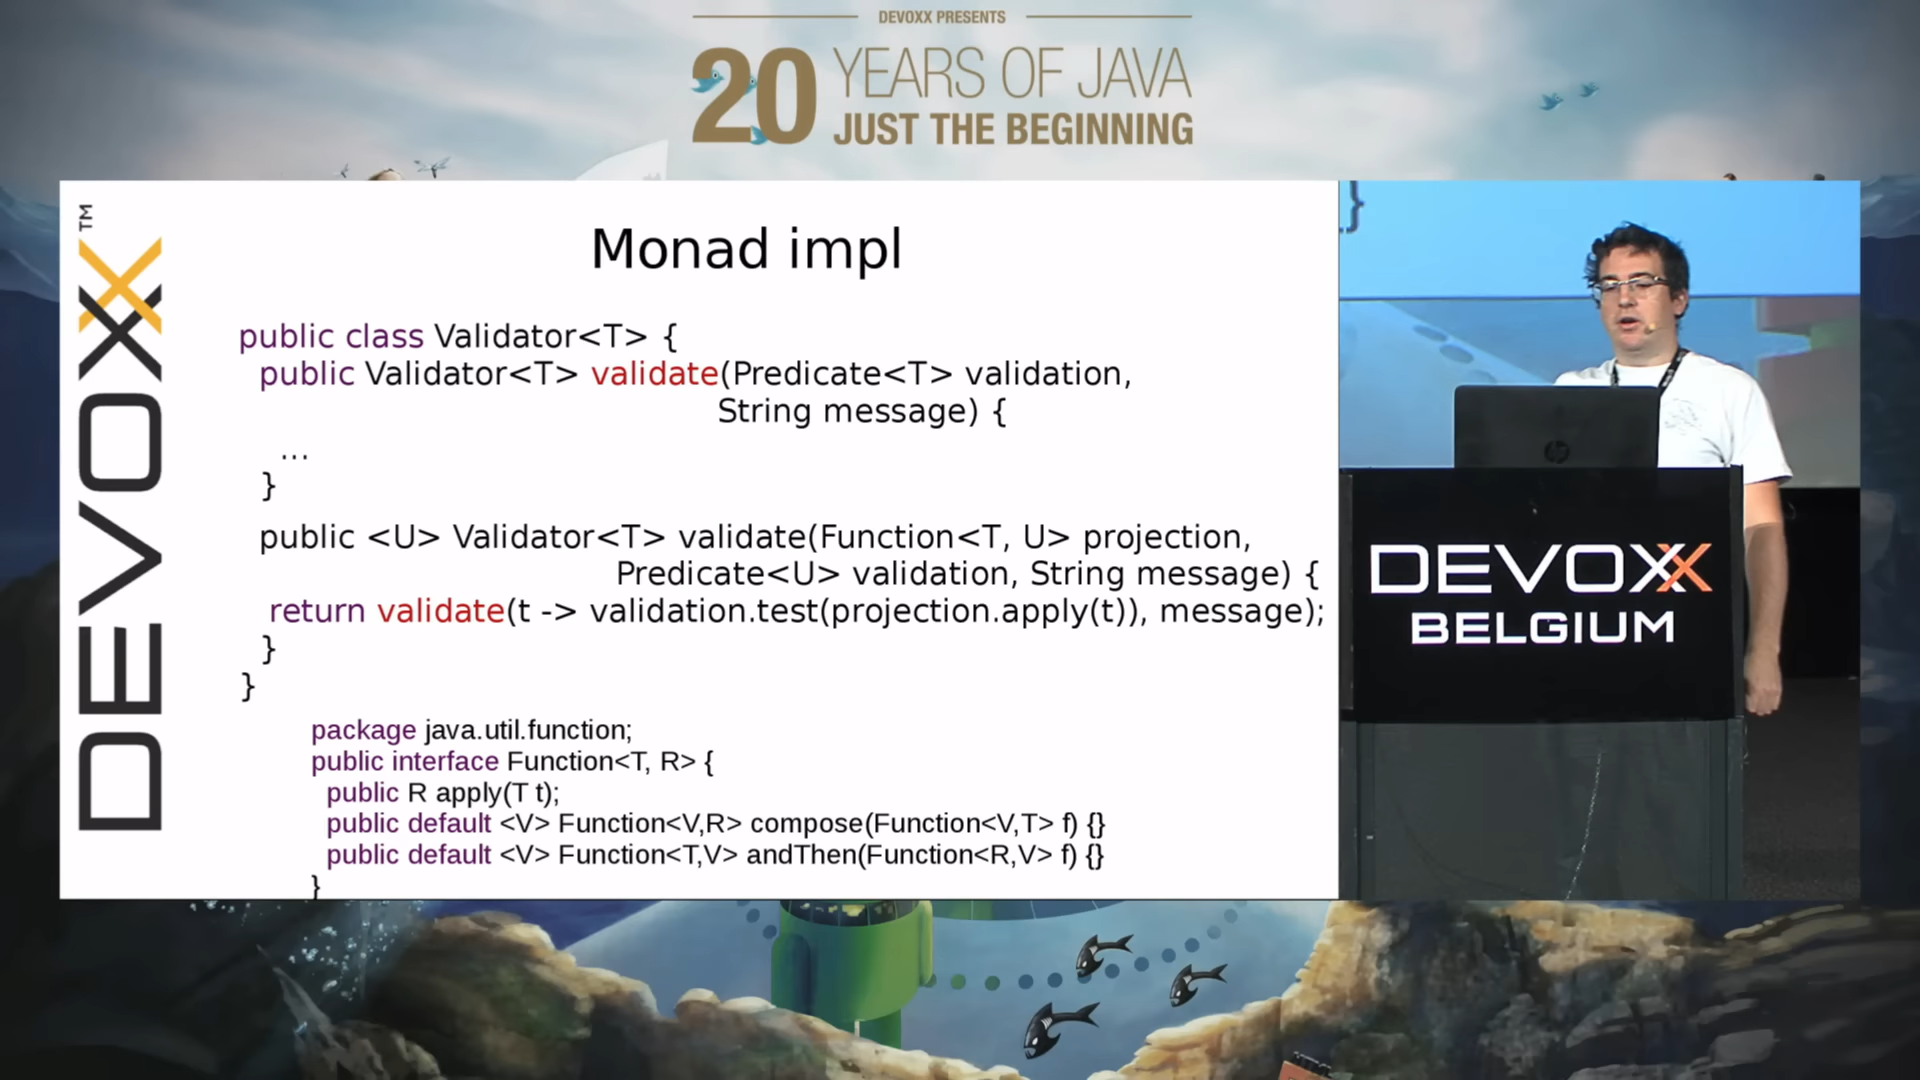 DEVOXX PRESENTS
20 YEARS OF JAVA
JUST THE BEGINNING
DEVOXX™
Monad impl
public class Validator<T> {
public Validator<T> validate(Predicate<T> validation,
String message) {
...
}
public <U> Validator<T> validate(Function<T, U> projection,
Predicate<U> validation, String message) {
return validate(t -> validation.test(projection.apply(t)), message);
}
}
package java.util.function;
public interface Function<T, R> {
public R apply(T t);
public default <V> Function<V,R> compose(Function<V,T> f) {}
public default <V> Function<T,V> andThen(Function<R,V> f) {}
}
}
hp
DEVOXX
BELGIUM